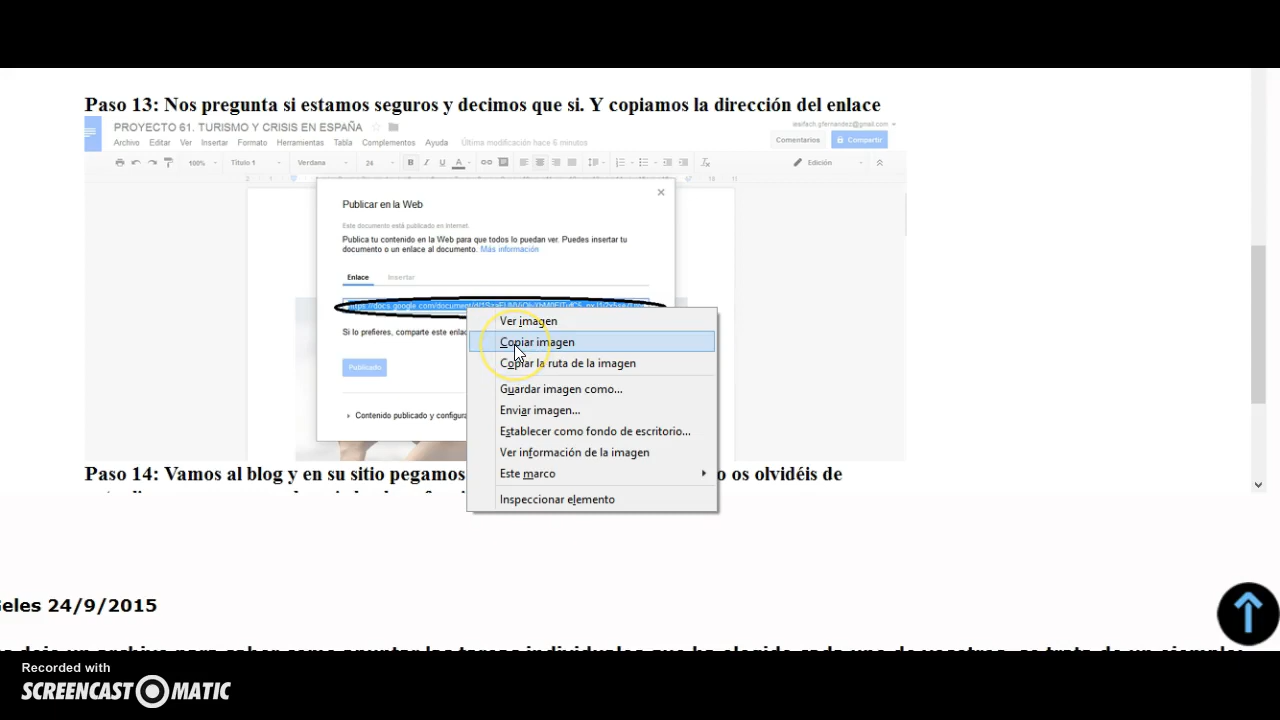 Paso 13: Nos pregunta si estamos seguros y decimos que si. Y copiamos la dirección del enlace
PROYECTO 61. TURISMO Y CRISIS EN ESPAÑA
Archivo Editar Ver Insertar Formato Herramientas Tabla Complementos Ayuda Última modificación hace 6 minutos
Comentarios Compartir
100% Título 1 Verdana 24 Edición
Publicar en la Web
Este documento está publicado en Internet.
Publica tu contenido en la Web para que todos lo puedan ver. Puedes insertar tu
documento o un enlace al documento. Más información
Enlace Insertar
Si lo prefieres, comparte este
Publicado
Contenido publicado y
Ver imagen
Copiar imagen
Copiar la ruta de la imagen
Guardar imagen como...
Enviar imagen...
Establecer como fondo de escritorio...
Ver información de la imagen
Este marco
Inspeccionar elemento
Paso 14: Vamos al blog y en su sitio pegamos os olvidéis de
24/9/2015
Recorded with
SCREENCAST MATIC